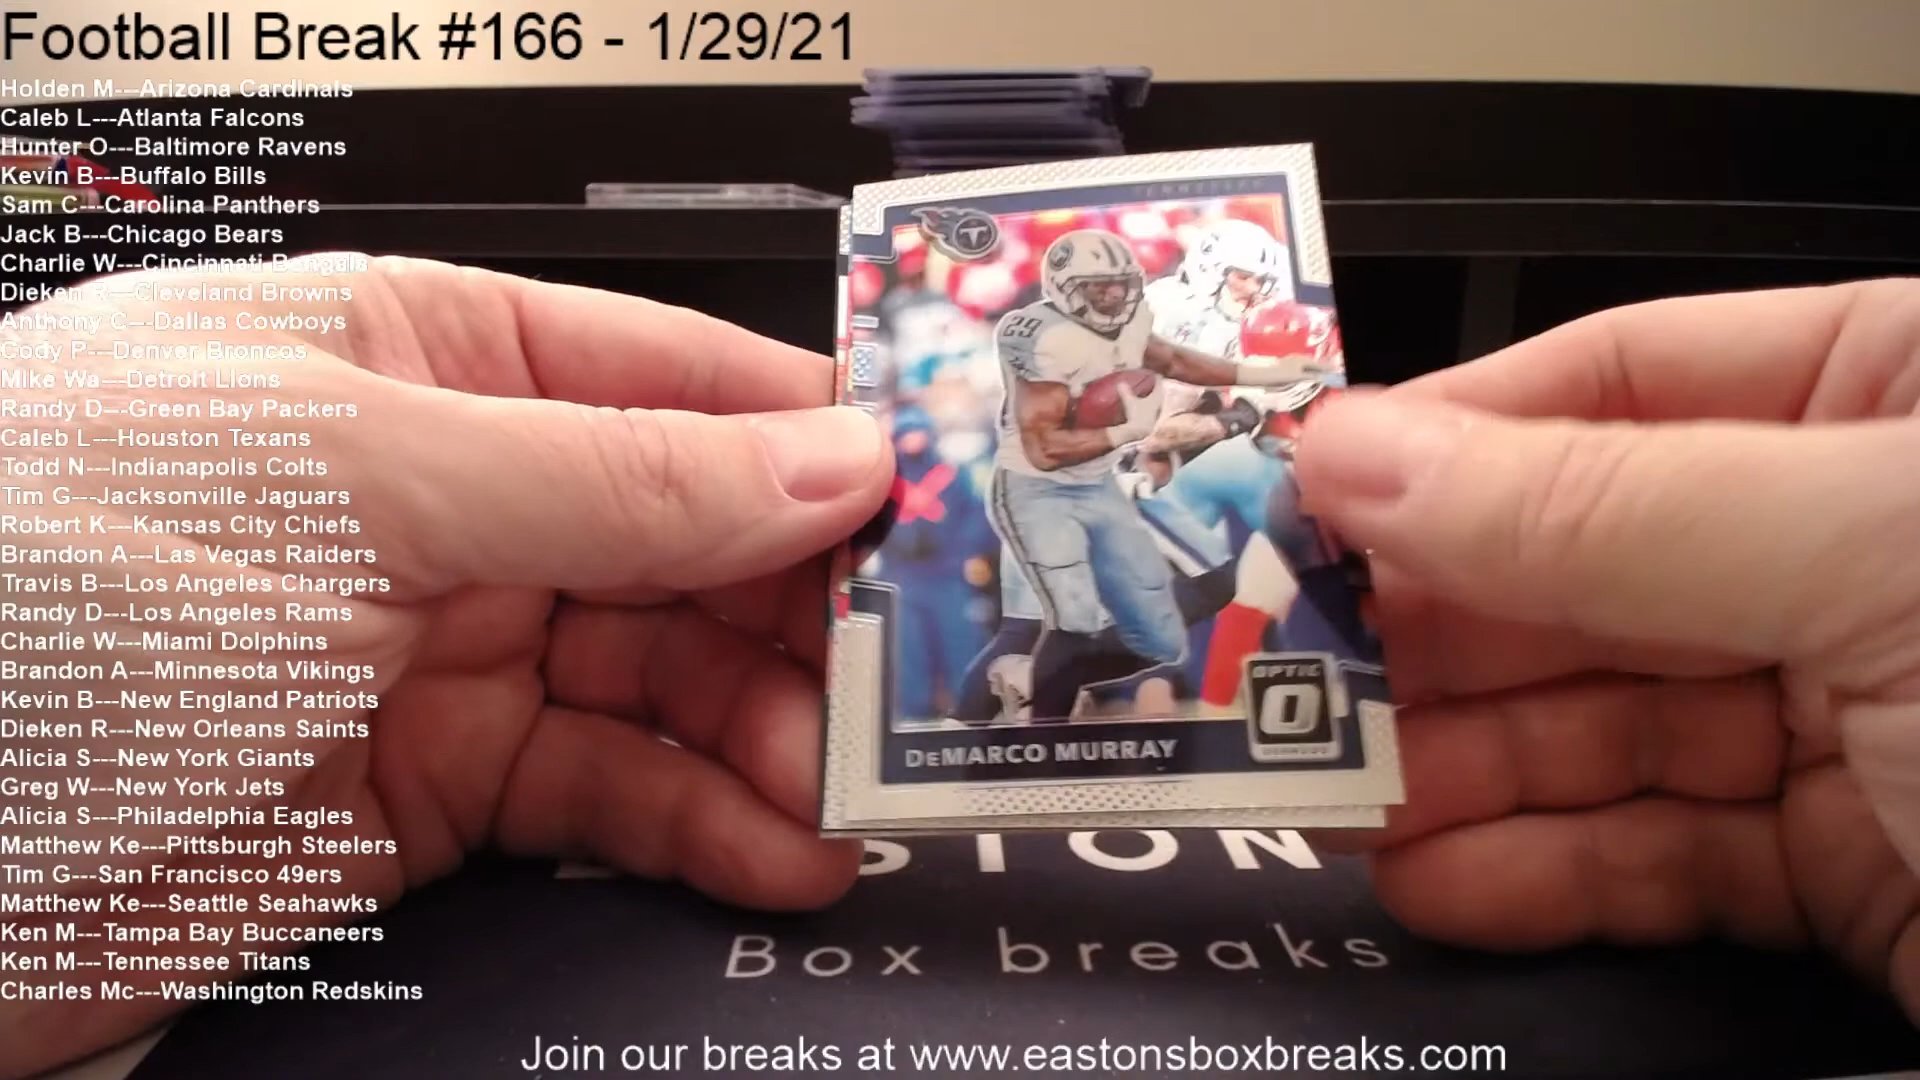 Football Break #166 - 1/29/21
Holden M---Arizona Cardinals
Caleb L---Atlanta Falcons
Hunter O---Baltimore Ravens
Kevin B---Buffalo Bills
Sam C---Carolina Panthers
Jack B---Chicago Bears
Charlie W---Cincinnati Bengals
Dieken R---Cleveland Browns
Anthony C---Dallas Cowboys
Cody P---Denver Broncos
Mike Wa---Detroit Lions
Randy D---Green Bay Packers
Caleb L---Houston Texans
Todd N---Indianapolis Colts
Tim G---Jacksonville Jaguars
Robert K---Kansas City Chiefs
Brandon A---Las Vegas Raiders
Travis B---Los Angeles Chargers
Randy D---Los Angeles Rams
Charlie W---Miami Dolphins
Brandon A---Minnesota Vikings
Kevin B---New England Patriots
Dieken R---New Orleans Saints
Alicia S---New York Giants
Greg W---New York Jets
Alicia S---Philadelphia Eagles
Matthew Ke---Pittsburgh Steelers
Tim G---San Francisco 49ers
Matthew Ke---Seattle Seahawks
Ken M---Tampa Bay Buccaneers
Ken M---Tennessee Titans
Charles Mc---Washington Redskins
TENNESSEE
T
29
OPTIC
O
DONRUSS
DEMARCO MURRAY
STON
Box breaks
Join our breaks at www.eastonsboxbreaks.com